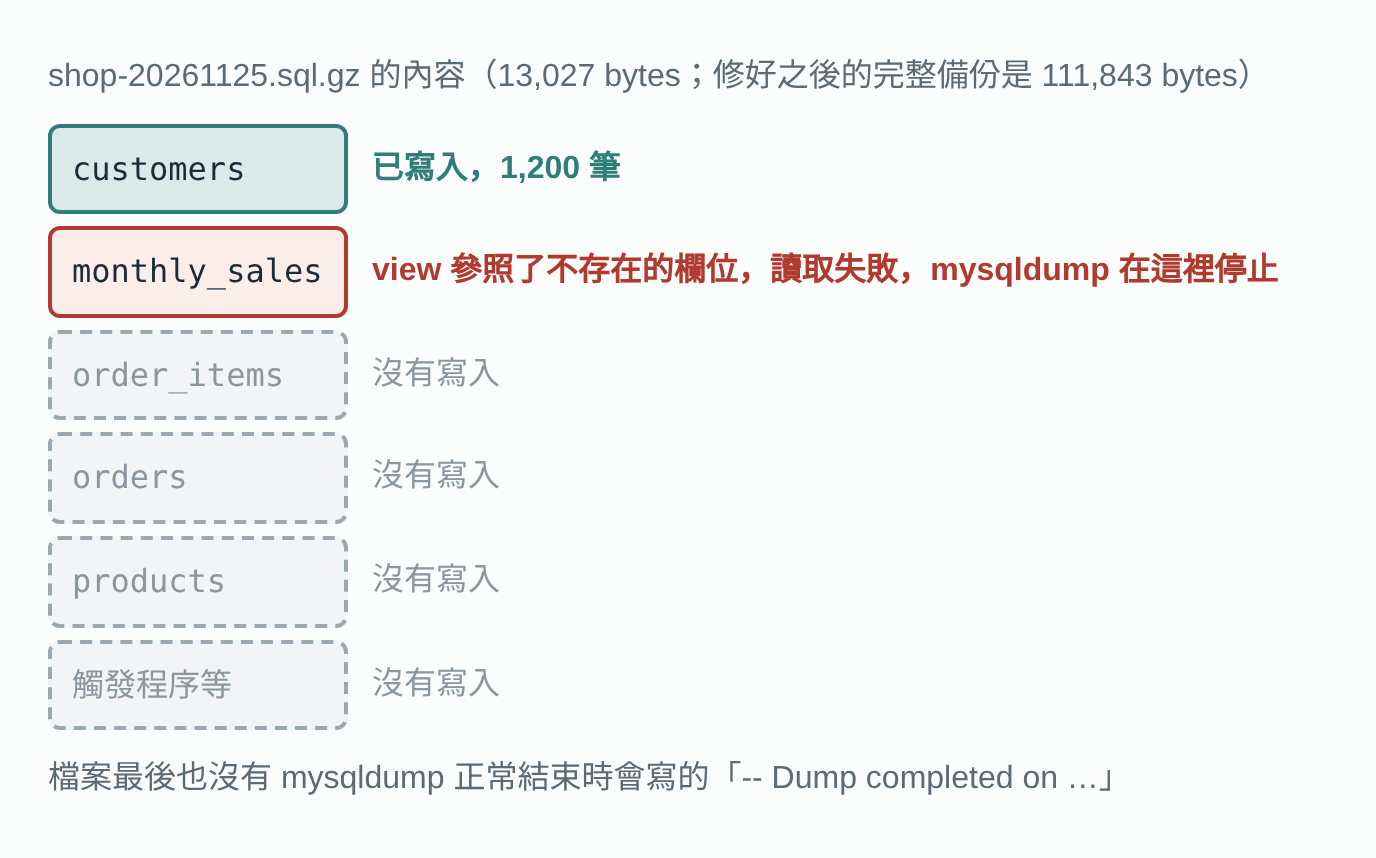 shop-20261125.sql.gz 的內容（13,027 bytes；修好之後的完整備份是 111,843 bytes）
customers 已寫入，1,200 筆
monthly_sales view 參照了不存在的欄位，讀取失敗，mysqldump 在這裡停止
order_items 沒有寫入
orders 沒有寫入
products 沒有寫入
觸發程序等 沒有寫入
檔案最後也沒有 mysqldump 正常結束時會寫的「-- Dump completed on …」